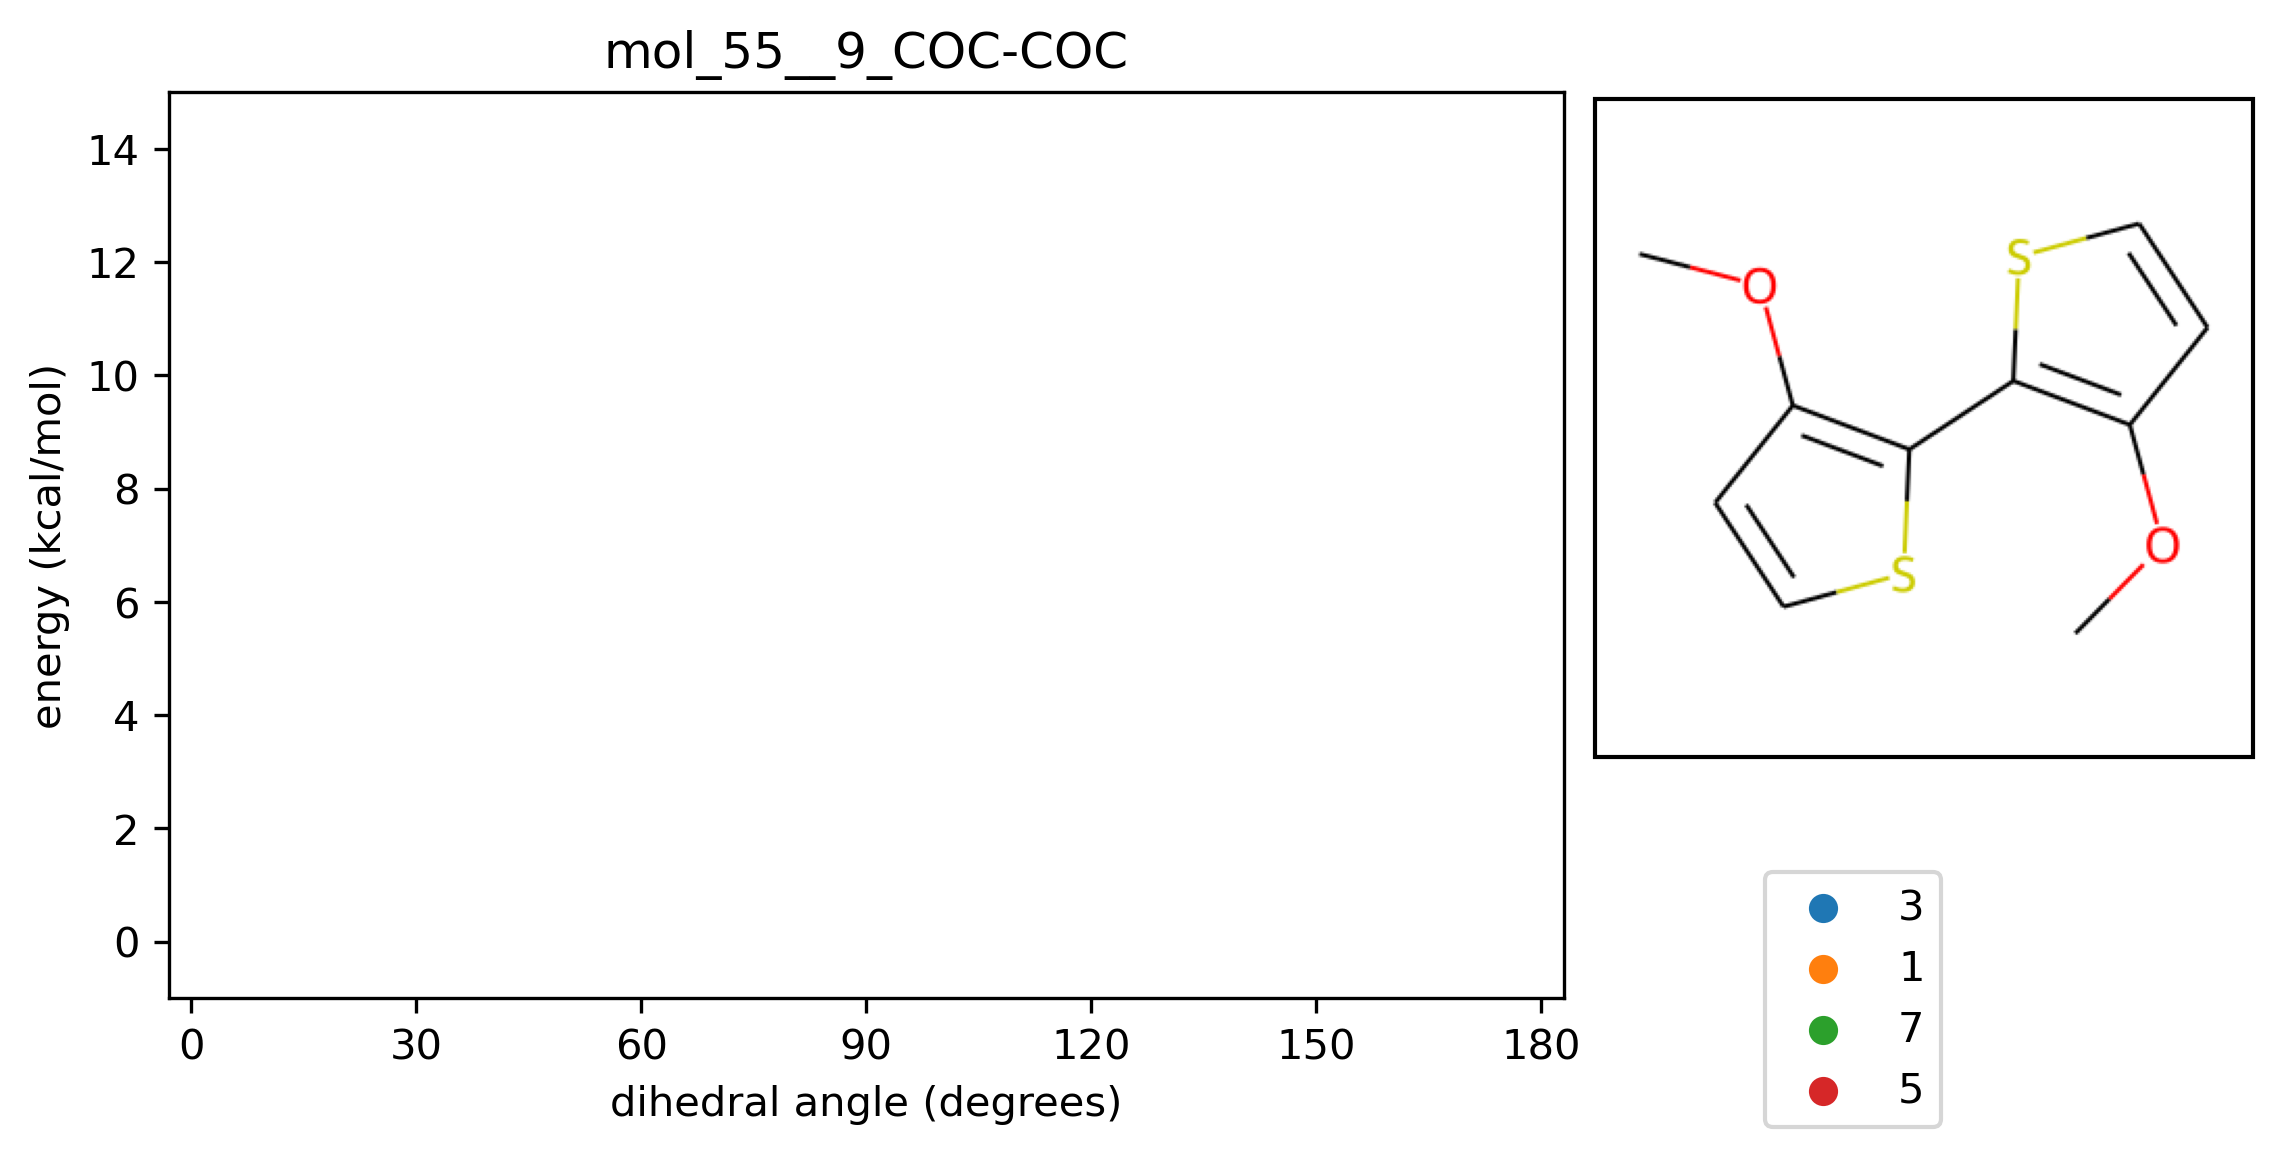 mol_55__9_COC-COC
energy (kcal/mol)
14
12
10
8
6
4
2
0
0 30 60 90 120 150 180
dihedral angle (degrees)
S
O
O
S
3
1
7
5